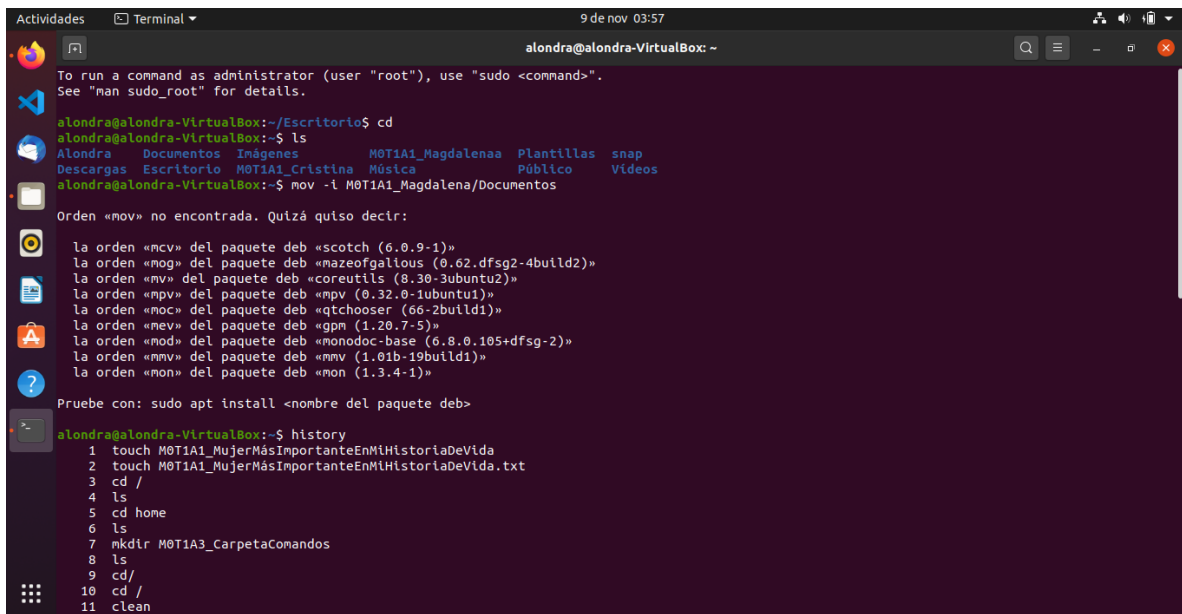 Actividades Terminal 9 de nov 03:57
alondra@alondra-VirtualBox: ~
To run a command as administrator (user "root"), use "sudo <command>".
See "man sudo_root" for details.
alondra@alondra-VirtualBox:~/Escritorio$ cd
alondra@alondra-VirtualBox:~$ ls
Alondra Documentos Imágenes M0T1A1_Magdalenaa Plantillas snap
Descargas Escritorio M0T1A1_Cristina Música Público Vídeos
alondra@alondra-VirtualBox:~$ mov -i M0T1A1_Magdalena/Documentos
Orden «mov» no encontrada. Quizá quiso decir:
la orden «mcv» del paquete deb «scotch (6.0.9-1)»
la orden «mog» del paquete deb «mazeofgalious (0.62.dfsg2-4build2)»
la orden «mv» del paquete deb «coreutils (8.30-3ubuntu2)»
la orden «mpv» del paquete deb «mpv (0.32.0-1ubuntu1)»
la orden «moc» del paquete deb «qtchooser (66-2build1)»
la orden «mev» del paquete deb «gpm (1.20.7-5)»
la orden «mod» del paquete deb «monodoc-base (6.8.0.105+dfsg-2)»
la orden «mmv» del paquete deb «mmv (1.01b-19build1)»
la orden «mon» del paquete deb «mon (1.3.4-1)»
Pruebe con: sudo apt install <nombre del paquete deb>
alondra@alondra-VirtualBox:~$ history
1 touch M0T1A1_MujerMásImportanteEnMiHistoriaDeVida
2 touch M0T1A1_MujerMásImportanteEnMiHistoriaDeVida.txt
3 cd /
4 ls
5 cd home
6 ls
7 mkdir M0T1A3_CarpetaComandos
8 ls
9 cd/
10 cd /
11 clean